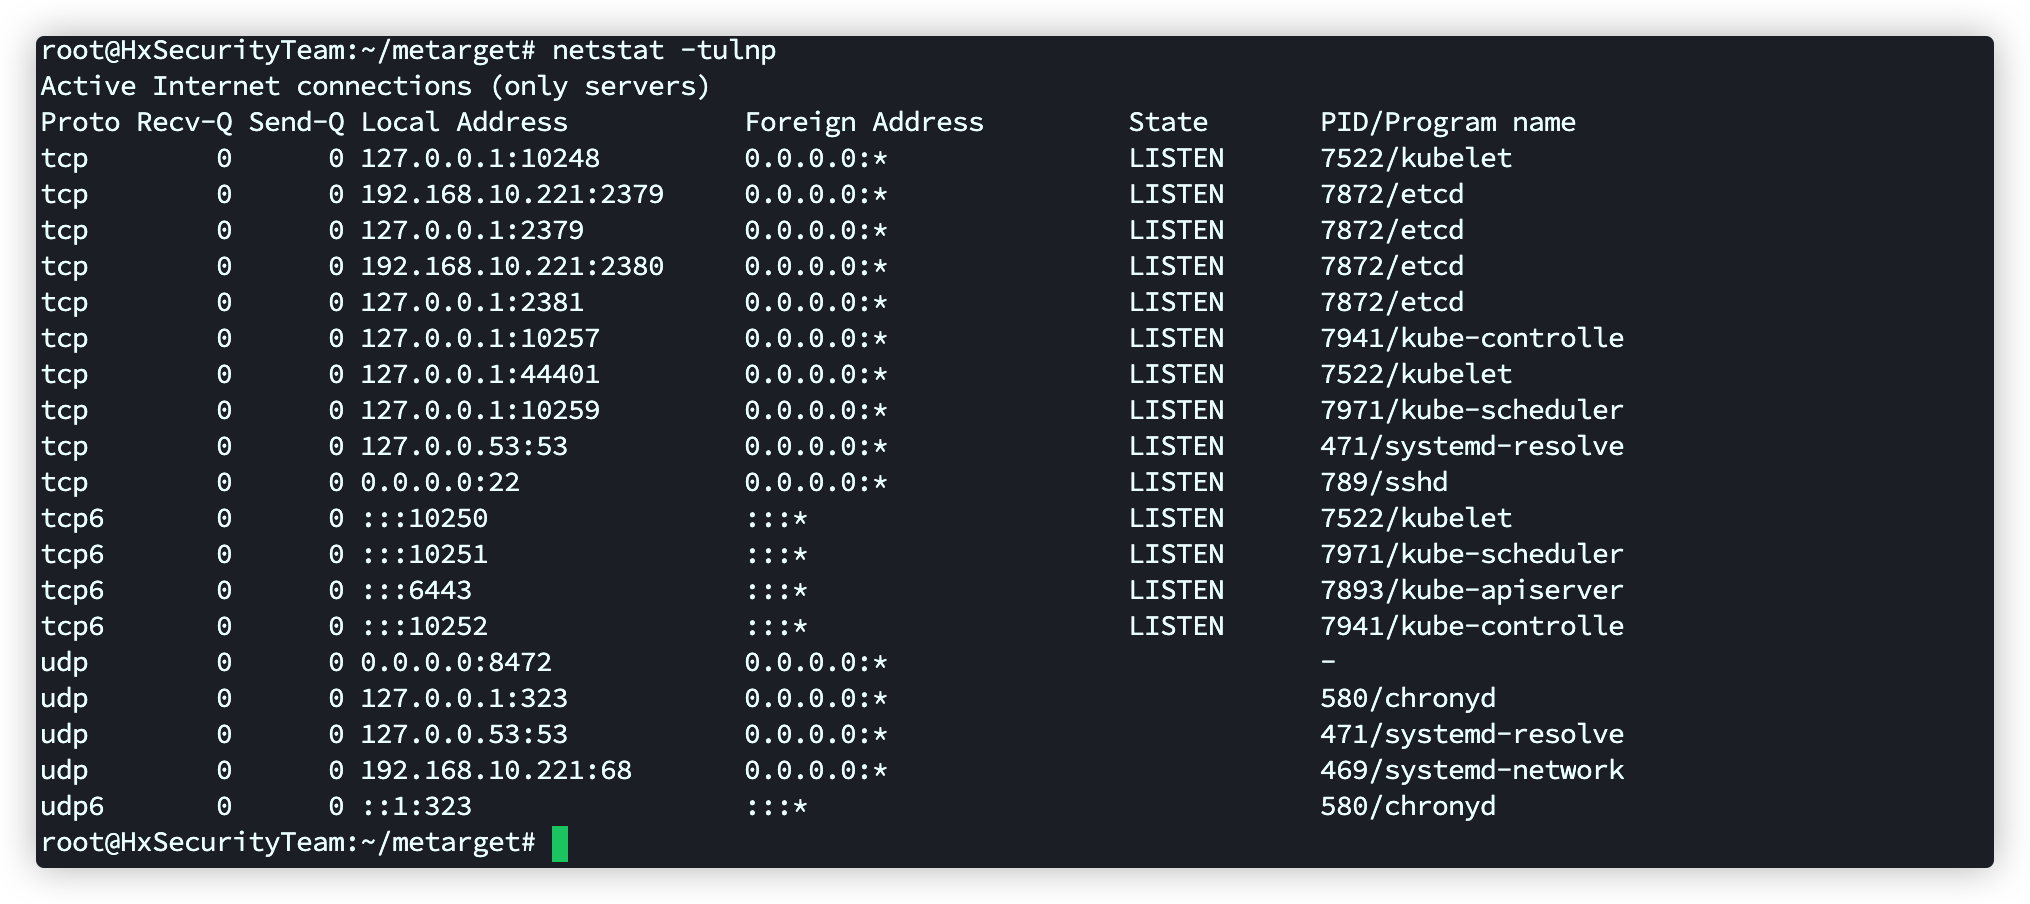 root@HxSecurityTeam:~/metarget# netstat -tulnp
Active Internet connections (only servers)
Proto Recv-Q Send-Q Local Address           Foreign Address         State       PID/Program name
tcp        0      0 127.0.0.1:10248         0.0.0.0:*               LISTEN      7522/kubelet
tcp        0      0 192.168.10.221:2379     0.0.0.0:*               LISTEN      7872/etcd
tcp        0      0 127.0.0.1:2379          0.0.0.0:*               LISTEN      7872/etcd
tcp        0      0 192.168.10.221:2380     0.0.0.0:*               LISTEN      7872/etcd
tcp        0      0 127.0.0.1:2381          0.0.0.0:*               LISTEN      7872/etcd
tcp        0      0 127.0.0.1:10257         0.0.0.0:*               LISTEN      7941/kube-controlle
tcp        0      0 127.0.0.1:44401         0.0.0.0:*               LISTEN      7522/kubelet
tcp        0      0 127.0.0.1:10259         0.0.0.0:*               LISTEN      7971/kube-scheduler
tcp        0      0 127.0.0.53:53           0.0.0.0:*               LISTEN      471/systemd-resolve
tcp        0      0 0.0.0.0:22              0.0.0.0:*               LISTEN      789/sshd
tcp6       0      0 :::10250                :::*                    LISTEN      7522/kubelet
tcp6       0      0 :::10251                :::*                    LISTEN      7971/kube-scheduler
tcp6       0      0 :::6443                 :::*                    LISTEN      7893/kube-apiserver
tcp6       0      0 :::10252                :::*                    LISTEN      7941/kube-controlle
udp        0      0 0.0.0.0:8472            0.0.0.0:*                           -
udp        0      0 127.0.0.1:323           0.0.0.0:*                           580/chronyd
udp        0      0 127.0.0.53:53           0.0.0.0:*                           471/systemd-resolve
udp        0      0 192.168.10.221:68       0.0.0.0:*                           469/systemd-network
udp6       0      0 ::1:323                 :::*                                580/chronyd
root@HxSecurityTeam:~/metarget#